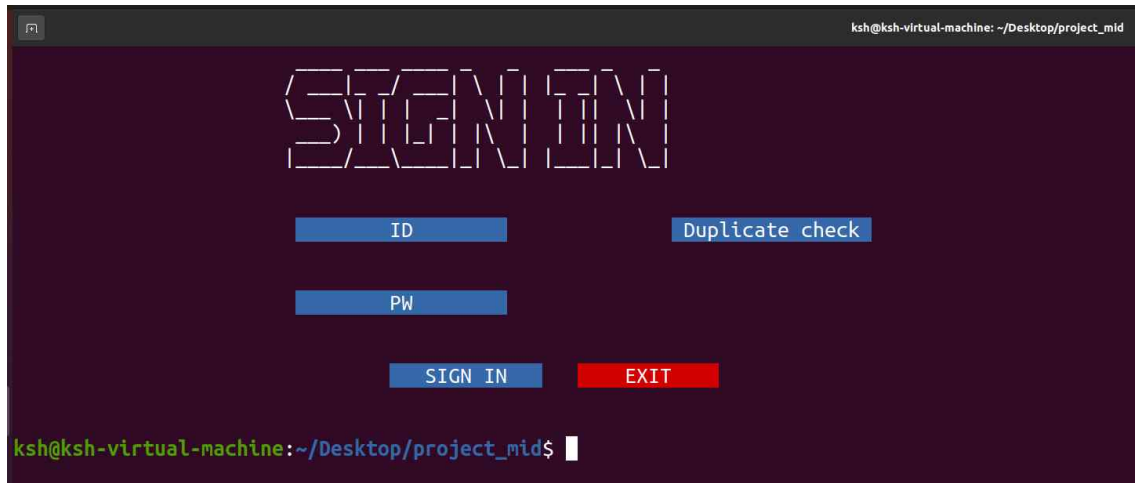 ksh@ksh-virtual-machine: ~/Desktop/project_mid
SIGN IN
ID Duplicate check
PW
SIGN IN EXIT
ksh@ksh-virtual-machine:~/Desktop/project_mid$